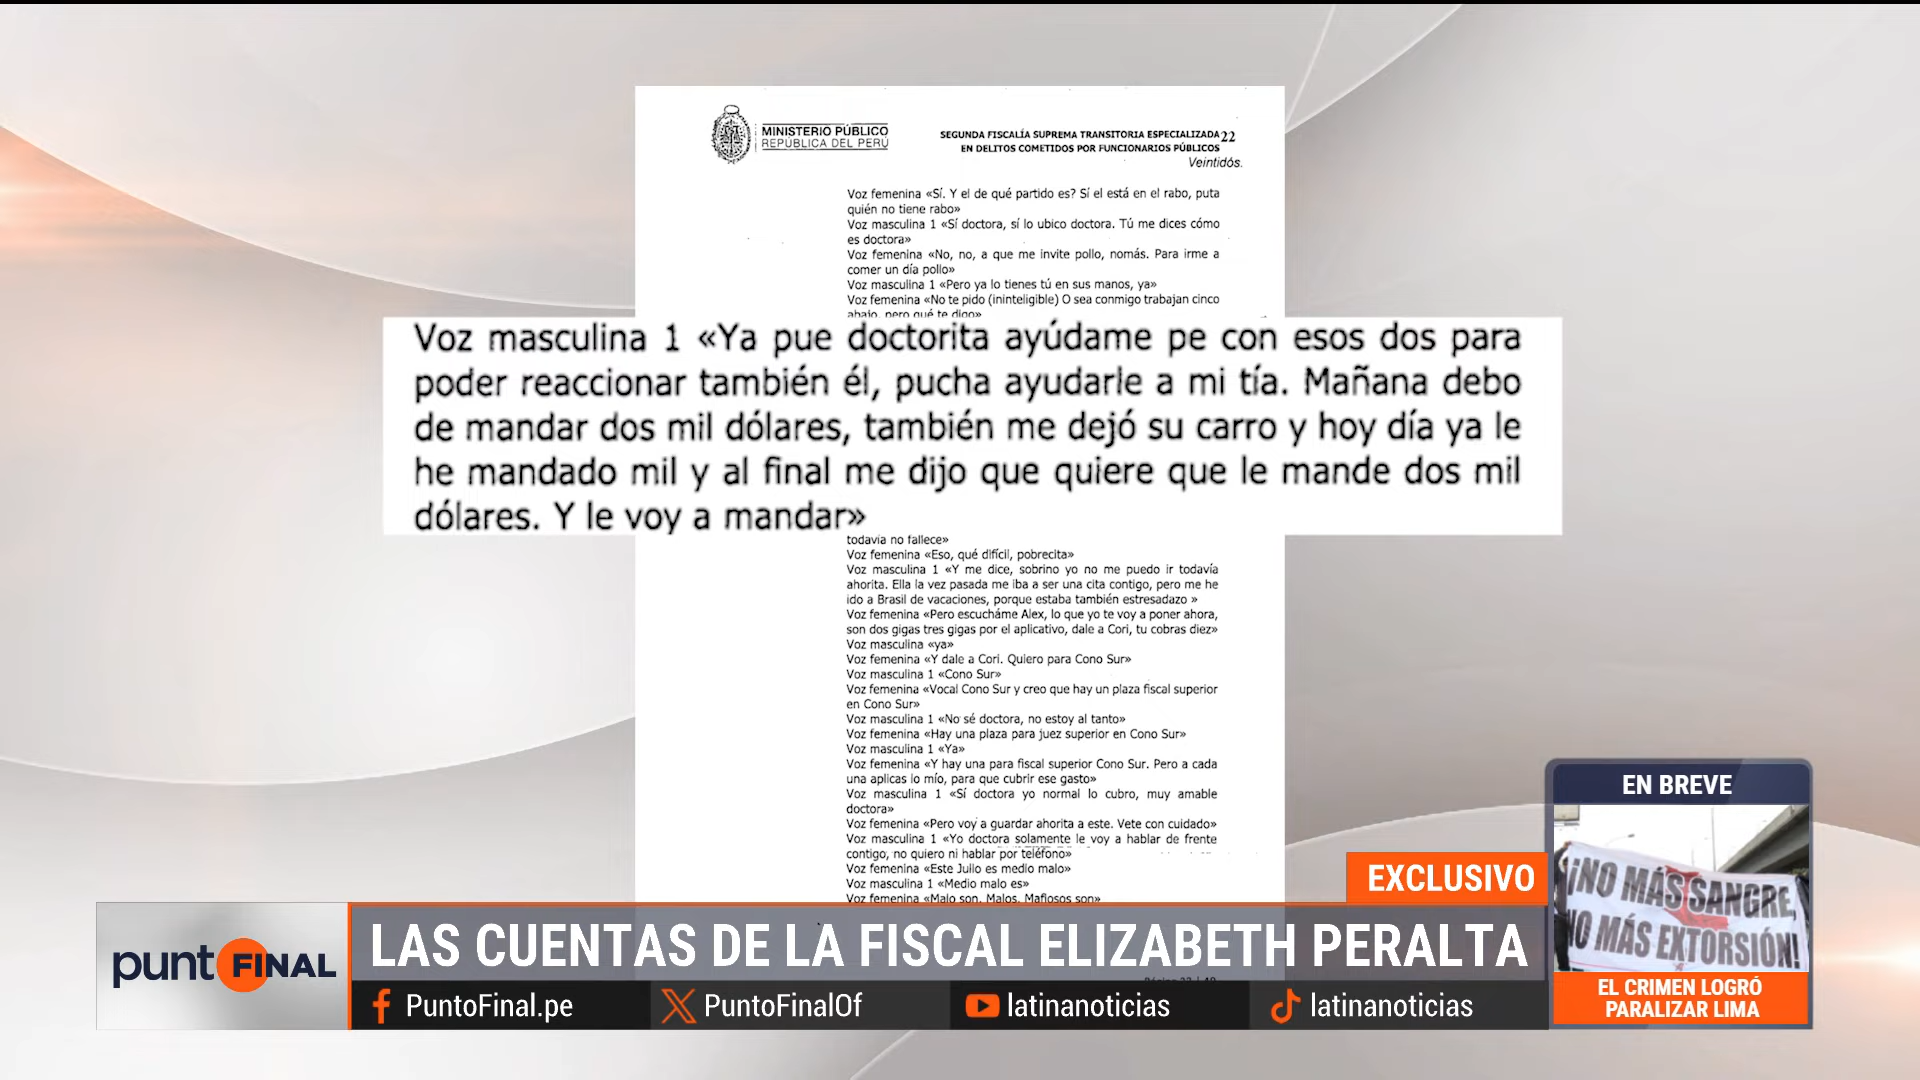 MINISTERIO PÚBLICO
REPÚBLICA DEL PERÚ
SEGUNDA FISCALÍA SUPREMA TRANSITORIA ESPECIALIZADA 22
EN DELITOS COMETIDOS POR FUNCIONARIOS PÚBLICOS
Veintidós.
Voz femenina «Sí. Y el de qué partido es? Sí el está en el rabo, puta
quién no tiene rabo»
Voz masculina 1 «Sí doctora, sí lo ubico doctora. Tú me dices cómo
es doctora»
Voz femenina «No, no, a que me invite pollo, nomás. Para irme a
comer un día pollo»
Voz masculina 1 «Pero ya lo tienes tú en sus manos, ya»
Voz femenina «No te pido (ininteligible) O sea conmigo trabajan cinco
abajo, pero qué te digo»
Voz masculina 1 «Ya pue doctorita ayúdame pe con esos dos para
poder reaccionar también él, pucha ayudarle a mi tía. Mañana debo
de mandar dos mil dólares, también me dejó su carro y hoy día ya le
he mandado mil y al final me dijo que quiere que le mande dos mil
dólares. Y le voy a mandar»
todavía no fallece»
Voz femenina «Eso, qué difícil, pobrecita»
Voz masculina 1 «Y me dice, sobrino yo no me puedo ir todavía
ahorita. Ella la vez pasada me iba a ser una cita contigo, pero me he
ido a Brasil de vacaciones, porque estaba también estresadazo »
Voz femenina «Pero escucháme Alex, lo que yo te voy a poner ahora,
son dos gigas tres gigas por el aplicativo, dale a Cori, tu cobras diez»
Voz masculina «ya»
Voz femenina «Y dale a Cori. Quiero para Cono Sur»
Voz masculina 1 «Cono Sur»
Voz femenina «Vocal Cono Sur y creo que hay un plaza fiscal superior
en Cono Sur»
Voz masculina 1 «No sé doctora, no estoy al tanto»
Voz femenina «Hay una plaza para juez superior en Cono Sur»
Voz masculina 1 «Ya»
Voz femenina «Y hay una para fiscal superior Cono Sur. Pero a cada
una aplicas lo mío, para que cubrir ese gasto»
Voz masculina 1 «Sí doctora yo normal lo cubro, muy amable
doctora»
Voz femenina «Pero voy a guardar ahorita a este. Vete con cuidado»
Voz masculina 1 «Yo doctora solamente le voy a hablar de frente
contigo, no quiero ni hablar por teléfono»
Voz femenina «Este Julio es medio malo»
Voz masculina 1 «Medio malo es»
Voz femenina «Malo son. Malos. Mafiosos son»
EN BREVE
¡NO MÁS SANGRE,
NO MÁS EXTORSIÓN!
EL CRIMEN LOGRÓ
PARALIZAR LIMA
EXCLUSIVO
punto FINAL
LAS CUENTAS DE LA FISCAL ELIZABETH PERALTA
PuntoFinal.pe
PuntoFinalOf
latinanoticias
latinanoticias